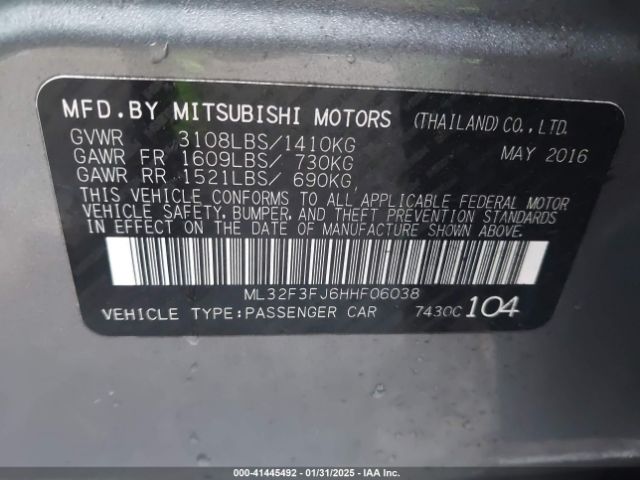 MFD.BY MITSUBISHI MOTORS (THAILAND)CO.,LTD.
GVWR 3108LBS/1410KG MAY 2016
GAWR FR 1609LBS/ 730KG
GAWR RR 1521LBS/ 690KG
THIS VEHICLE CONFORMS TO ALL APPLICABLE FEDERAL MOTOR
VEHICLE SAFETY, BUMPER, AND THEFT PREVENTION STANDARDS
IN EFFECT ON THE DATE OF MANUFACTURE SHOWN ABOVE.
ML32F3FJ6HHF06038
VEHICLE TYPE:PASSENGER CAR 7430C 104
000-41445492 - 01/31/2025 - IAA Inc.